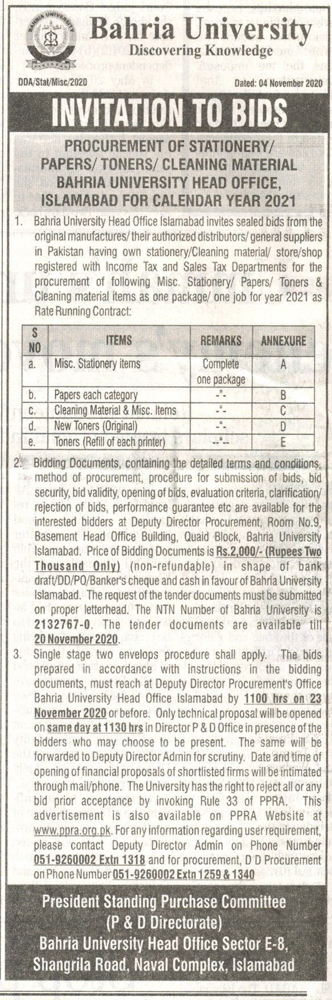 BAHRIA UNIVERSITY
PAKISTAN
Bahria University
Discovering Knowledge
DDA/Stat/Misc/2020 Dated: 04 November 2020
INVITATION TO BIDS
PROCUREMENT OF STATIONERY/
PAPERS/ TONERS/ CLEANING MATERIAL
BAHRIA UNIVERSITY HEAD OFFICE,
ISLAMABAD FOR CALENDAR YEAR 2021
1. Bahria University Head Office Islamabad invites sealed bids from the
original manufactures/ their authorized distributors/ general suppliers
in Pakistan having own stationery/Cleaning material/ store/shop
registered with Income Tax and Sales Tax Departments for the
procurement of following Misc. Stationery/ Papers/ Toners &
Cleaning material items as one package/ one job for year 2021 as
Rate Running Contract:
S NO ITEMS REMARKS ANNEXURE
a. Misc. Stationery items Complete one package A
b. Papers each category -"- B
c. Cleaning Material & Misc. Items -"- C
d. New Toners (Original) -"- D
e. Toners (Refill of each printer) --"-- E
2. Bidding Documents, containing the detailed terms and conditions,
method of procurement, procedure for submission of bids, bid
security, bid validity, opening of bids, evaluation criteria, clarification/
rejection of bids, performance guarantee etc are available for the
interested bidders at Deputy Director Procurement, Room No.9,
Basement Head Office Building, Quaid Block, Bahria University
Islamabad. Price of Bidding Documents is Rs.2,000/- (Rupees Two
Thousand Only) (non-refundable) in shape of bank
draft/DD/PO/Banker's cheque and cash in favour of Bahria University
Islamabad. The request of the tender documents must be submitted
on proper letterhead. The NTN Number of Bahria University is
2132767-0. The tender documents are available till
20 November 2020.
3. Single stage two envelops procedure shall apply. The bids
prepared in accordance with instructions in the bidding
documents, must reach at Deputy Director Procurement's Office
Bahria University Head Office Islamabad by 1100 hrs on 23
November 2020 or before. Only technical proposal will be opened
on same day at 1130 hrs in Director P & D Office in presence of the
bidders who may choose to be present. The same will be
forwarded to Deputy Director Admin for scrutiny. Date and time of
opening of financial proposals of shortlisted firms will be intimated
through mail/phone. The University has the right to reject all or any
bid prior acceptance by invoking Rule 33 of PPRA. This
advertisement is also available on PPRA Website at
www.ppra.org.pk. For any information regarding user requirement,
please contact Deputy Director Admin on Phone Number
051-9260002 Extn 1318 and for procurement, D D Procurement
on Phone Number 051-9260002 Extn 1259 & 1340
President Standing Purchase Committee
(P & D Directorate)
Bahria University Head Office Sector E-8,
Shangrila Road, Naval Complex, Islamabad